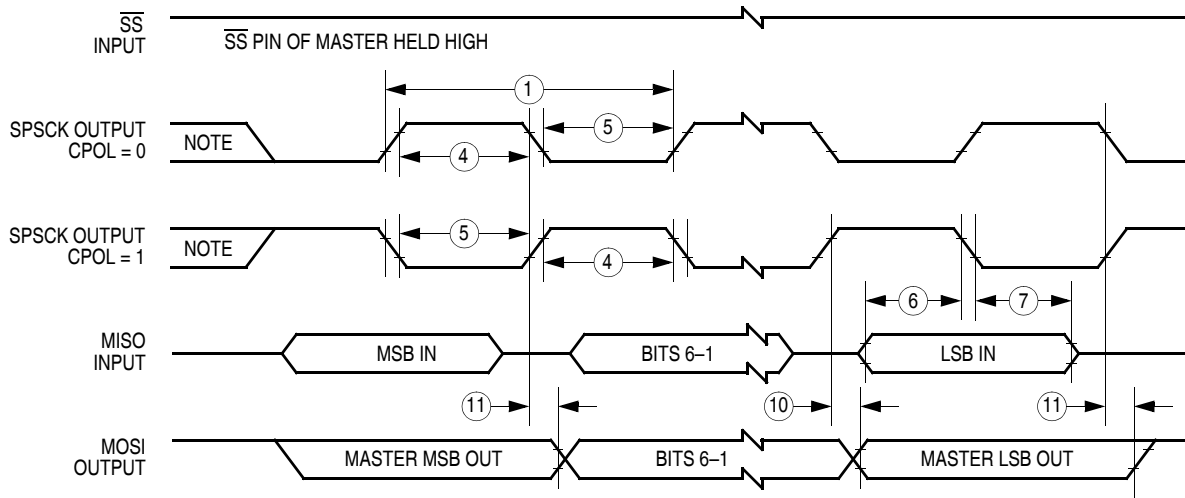 SS
INPUT
SS PIN OF MASTER HELD HIGH
1
SPSCK OUTPUT
CPOL = 0
NOTE
5
4
SPSCK OUTPUT
CPOL = 1
NOTE
5
4
6
7
MISO
INPUT
MSB IN
BITS 6–1
LSB IN
11
10
11
MOSI
OUTPUT
MASTER MSB OUT
BITS 6–1
MASTER LSB OUT